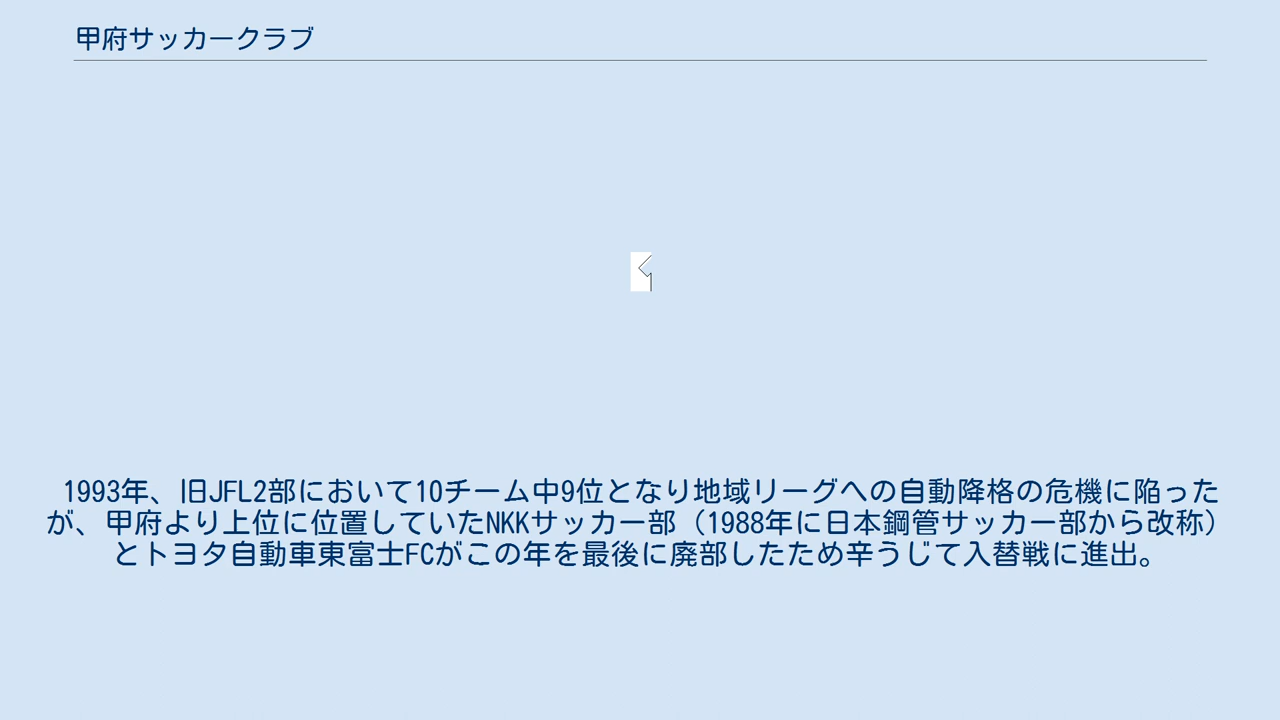 甲府サッカークラブ
1993年、旧JFL2部において10チーム中9位となり地域リーグへの自動降格の危機に陥った
が、甲府より上位に位置していたNKKサッカー部（1988年に日本鋼管サッカー部から改称）
とトヨタ自動車東富士FCがこの年を最後に廃部したため辛うじて入替戦に進出。